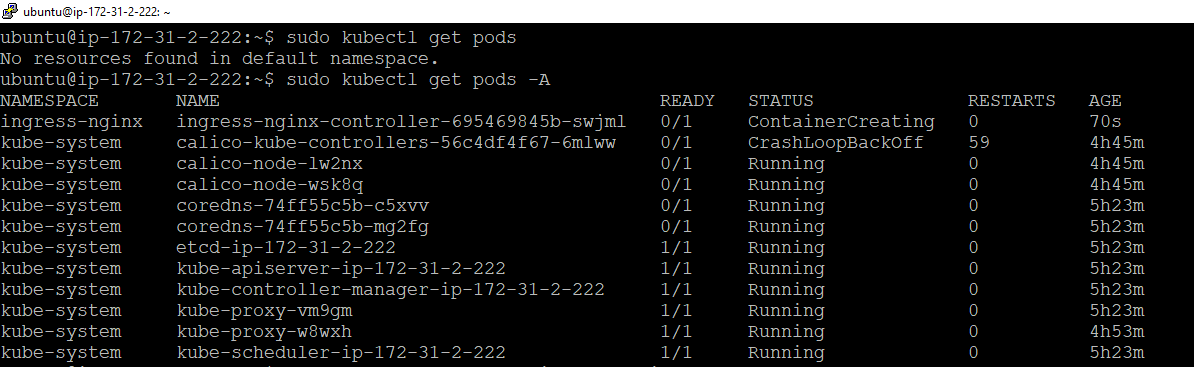 ubuntu@ip-172-31-2-222: ~
ubuntu@ip-172-31-2-222:~$ sudo kubectl get pods
No resources found in default namespace.
ubuntu@ip-172-31-2-222:~$ sudo kubectl get pods -A
NAMESPACE NAME READY STATUS RESTARTS AGE
ingress-nginx ingress-nginx-controller-695469845b-swjml 0/1 ContainerCreating 0 70s
kube-system calico-kube-controllers-56c4df4f67-6mlww 0/1 CrashLoopBackOff 59 4h45m
kube-system calico-node-lw2nx 0/1 Running 0 4h45m
kube-system calico-node-wsk8q 0/1 Running 0 4h45m
kube-system coredns-74ff55c5b-c5xvv 0/1 Running 0 5h23m
kube-system coredns-74ff55c5b-mg2fg 0/1 Running 0 5h23m
kube-system etcd-ip-172-31-2-222 1/1 Running 0 5h23m
kube-system kube-apiserver-ip-172-31-2-222 1/1 Running 0 5h23m
kube-system kube-controller-manager-ip-172-31-2-222 1/1 Running 0 5h23m
kube-system kube-proxy-vm9gm 1/1 Running 0 5h23m
kube-system kube-proxy-w8wxh 1/1 Running 0 4h53m
kube-system kube-scheduler-ip-172-31-2-222 1/1 Running 0 5h23m